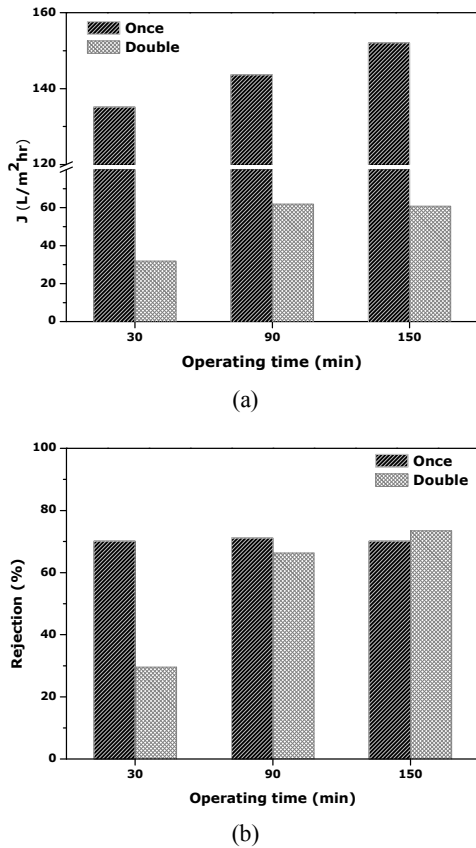 160
Once
Double
140
120
J (L/m²hr)
60
40
20
0
30
90
150
Operating time (min)
(a)
100
Once
Double
80
60
Rejection (%)
40
20
0
30
90
150
Operating time (min)
(b)